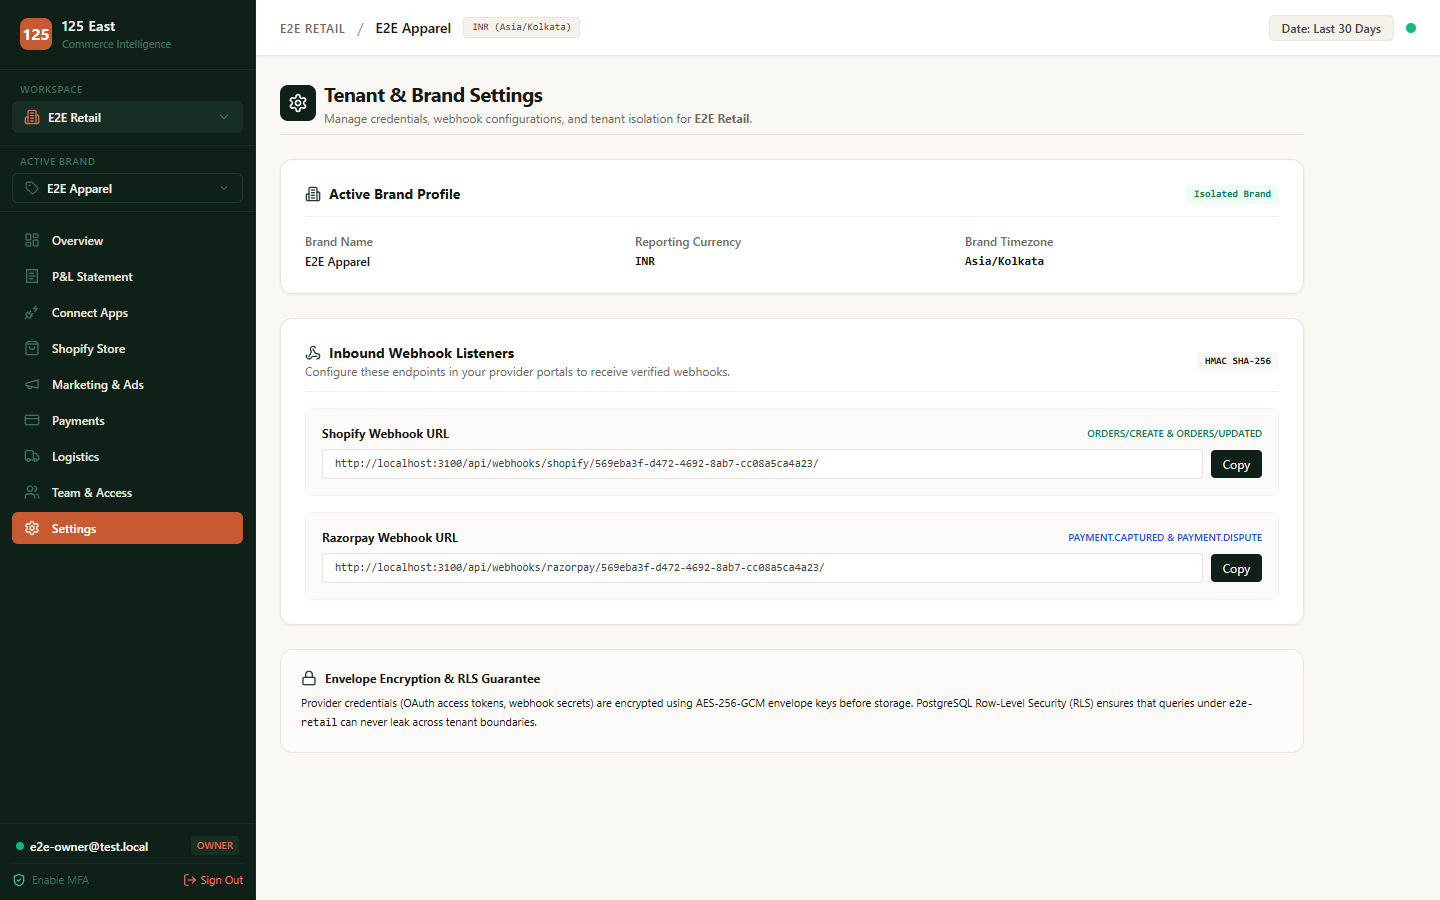 125
125 East
Commerce Intelligence
WORKSPACE
E2E Retail
ACTIVE BRAND
E2E Apparel
Overview
P&L Statement
Connect Apps
Shopify Store
Marketing & Ads
Payments
Logistics
Team & Access
Settings
e2e-owner@test.local
OWNER
Enable MFA
Sign Out
E2E RETAIL / E2E Apparel
INR (Asia/Kolkata)
Date: Last 30 Days
Tenant & Brand Settings
Manage credentials, webhook configurations, and tenant isolation for E2E Retail.
Active Brand Profile
Isolated Brand
Brand Name
E2E Apparel
Reporting Currency
INR
Brand Timezone
Asia/Kolkata
Inbound Webhook Listeners
Configure these endpoints in your provider portals to receive verified webhooks.
HMAC SHA-256
Shopify Webhook URL
ORDERS/CREATE & ORDERS/UPDATED
http://localhost:3100/api/webhooks/shopify/569eba3f-d472-4692-8ab7-cc08a5ca4a23/
Copy
Razorpay Webhook URL
PAYMENT.CAPTURED & PAYMENT.DISPUTE
http://localhost:3100/api/webhooks/razorpay/569eba3f-d472-4692-8ab7-cc08a5ca4a23/
Copy
Envelope Encryption & RLS Guarantee
Provider credentials (OAuth access tokens, webhook secrets) are encrypted using AES-256-GCM envelope keys before storage. PostgreSQL Row-Level Security (RLS) ensures that queries under e2e-
retail can never leak across tenant boundaries.